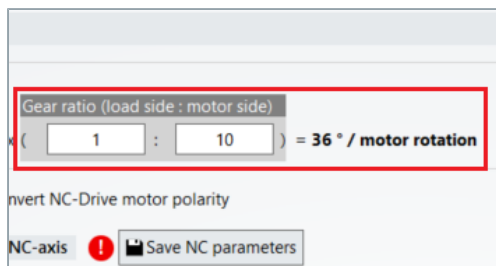 Gear ratio (load side : motor side)
( 1 : 10 ) = 36 ° / motor rotation
nvert NC-Drive motor polarity
NC-axis ! Save NC parameters